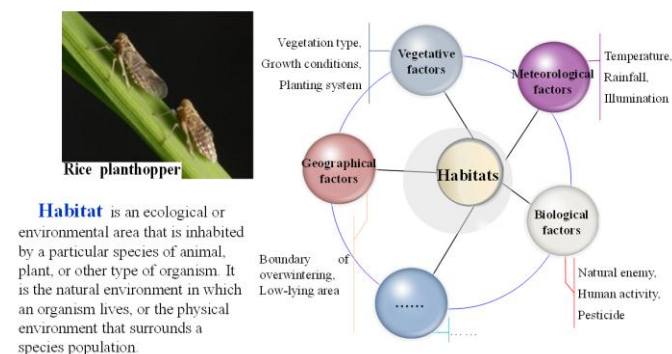 Rice planthopper
Habitat is an ecological or
environmental area that is inhabited
by a particular species of animal,
plant, or other type of organism. It
is the natural environment in which
an organism lives, or the physical
environment that surrounds a
species population.
Vegetation type,
Growth conditions,
Planting system
Vegetative
factors
Meteorological
factors
Temperature,
Rainfall,
Illumination
Geographical
factors
Habitats
Biological
factors
Boundary of
overwintering,
Low-lying area
……
… …
Natural enemy,
Human activity,
Pesticide